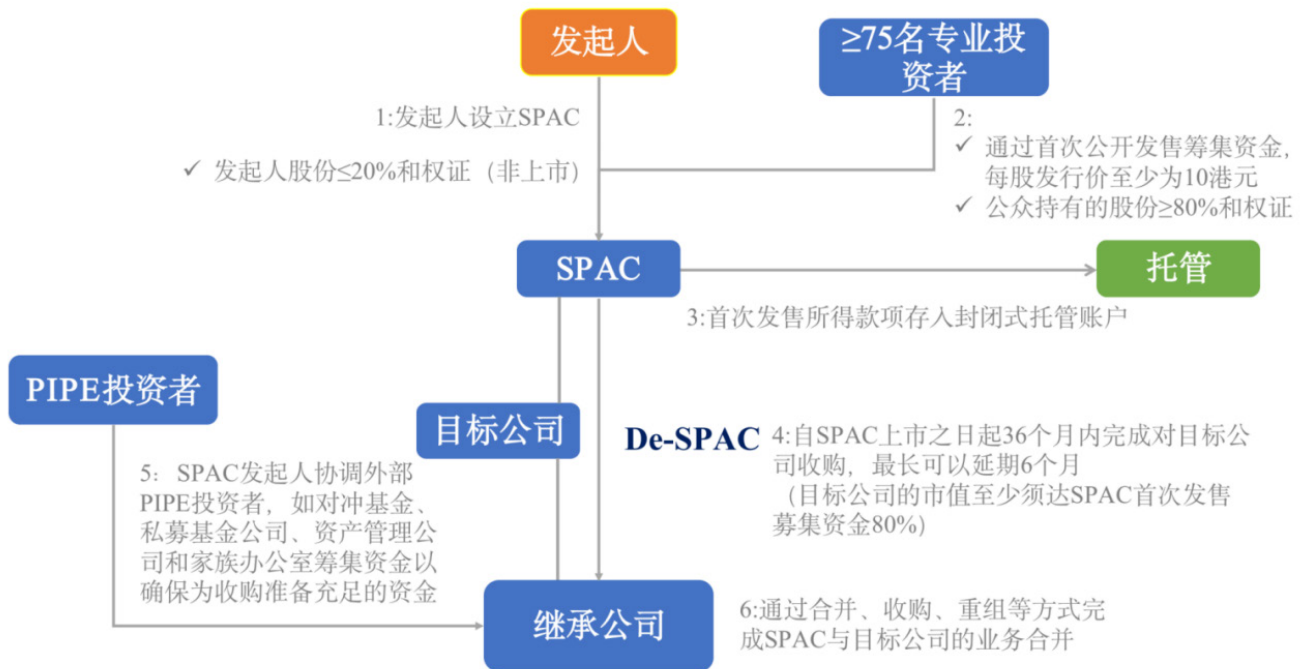 发起人
≥75名专业投
资者
1:发起人设立SPAC
✓ 发起人股份≤20%和权证（非上市）
2:
✓ 通过首次公开发售筹集资金，
每股发行价至少为10港元
✓ 公众持有的股份≥80%和权证
SPAC
托管
3:首次发售所得款项存入封闭式托管账户
PIPE投资者
目标公司
De-SPAC
4:自SPAC上市之日起36个月内完成对目标公
司收购，最长可以延期6个月
（目标公司的市值至少须达SPAC首次发售
募集资金80%）
5：SPAC发起人协调外部
PIPE投资者，如对冲基金、
私募基金公司、资产管理公
司和家族办公室筹集资金以
确保为收购准备充足的资金
继承公司
6:通过合并、收购、重组等方式完
成SPAC与目标公司的业务合并